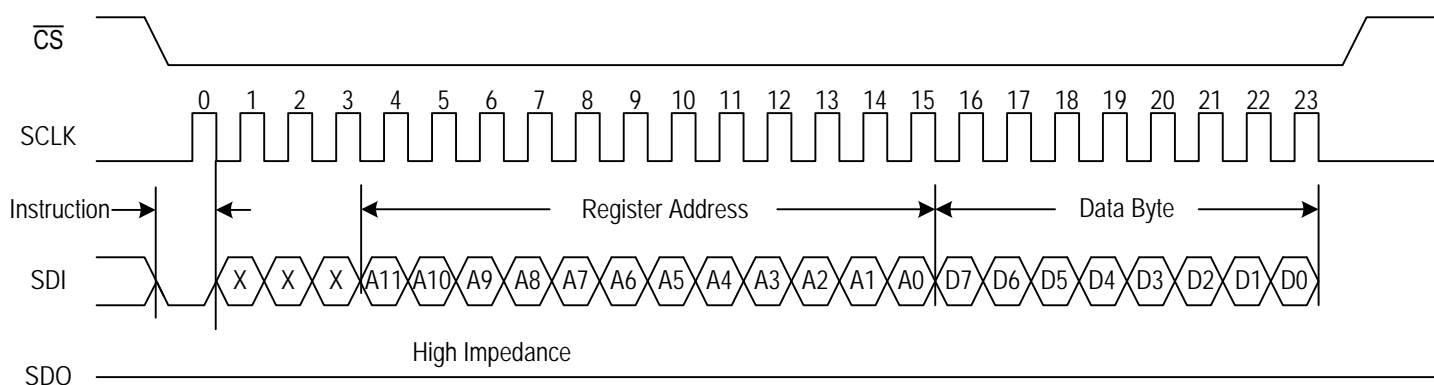 CS
0 1 2 3 4 5 6 7 8 9 10 11 12 13 14 15 16 17 18 19 20 21 22 23
SCLK
Instruction Register Address Data Byte
SDI X X X A11 A10 A9 A8 A7 A6 A5 A4 A3 A2 A1 A0 D7 D6 D5 D4 D3 D2 D1 D0
High Impedance
SDO